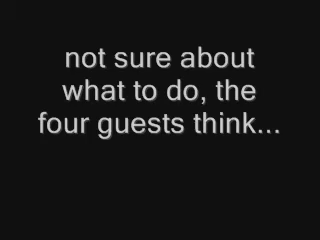 not sure about
what to do, the
four guests think...